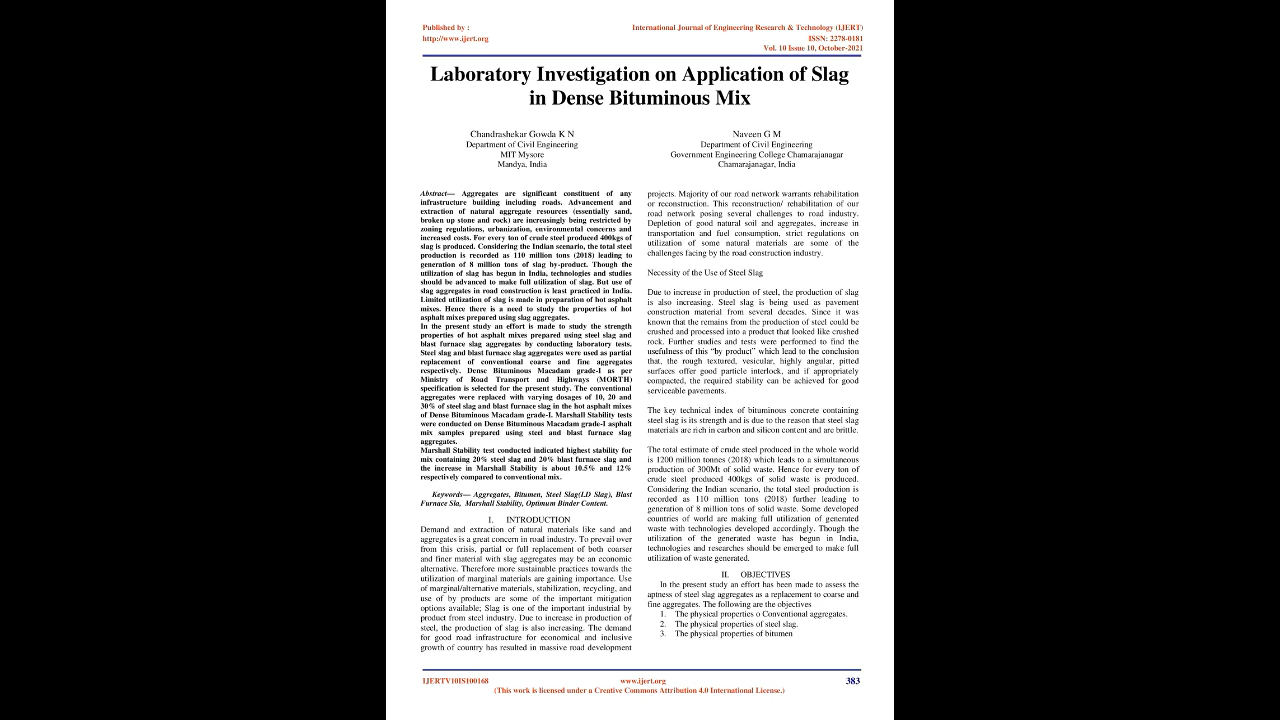 Published by :
http://www.ijert.org
International Journal of Engineering Research & Technology (IJERT)
ISSN: 2278-0181
Vol. 10 Issue 10, October-2021
Laboratory Investigation on Application of Slag
in Dense Bituminous Mix
Chandrashekar Gowda K N
Department of Civil Engineering
MIT Mysore
Mandya, India
Naveen G M
Department of Civil Engineering
Government Engineering College Chamarajanagar
Chamarajanagar, India
Abstract— Aggregates are significant constituent of any
infrastructure building including roads. Advancement and
extraction of natural aggregate resources (essentially sand,
broken up stone and rock) are increasingly being restricted by
zoning regulations, urbanization, environmental concerns and
increased costs. For every ton of crude steel produced 400kgs of
slag is produced. Considering the Indian scenario, the total steel
production is recorded as 110 million tons (2018) leading to
generation of 8 million tons of slag by-product. Though the
utilization of slag has begun in India, technologies and studies
should be advanced to make full utilization of slag. But use of
slag aggregates in road construction is least practiced in India.
Limited utilization of slag is made in preparation of hot asphalt
mixes. Hence there is a need to study the properties of hot
asphalt mixes prepared using slag aggregates.
In the present study an effort is made to study the strength
properties of hot asphalt mixes prepared using steel slag and
blast furnace slag aggregates by conducting laboratory tests.
Steel slag and blast furnace slag aggregates were used as partial
replacement of conventional coarse and fine aggregates
respectively. Dense Bituminous Macadam grade-I as per
Ministry of Road Transport and Highways (MORTH)
specification is selected for the present study. The conventional
aggregates were replaced with varying dosages of 10, 20 and
30% of steel slag and blast furnace slag in the hot asphalt mixes
of Dense Bituminous Macadam grade-I. Marshall Stability tests
were conducted on Dense Bituminous Macadam grade-I asphalt
mix samples prepared using steel and blast furnace slag
aggregates.
Marshall Stability test conducted indicated highest stability for
mix containing 20% steel slag and 20% blast furnace slag and
the increase in Marshall Stability is about 10.5% and 12%
respectively compared to conventional mix.
Keywords— Aggregates, Bitumen, Steel Slag(LD Slag), Blast
Furnace Sla, Marshall Stability, Optimum Binder Content.
I. INTRODUCTION
Demand and extraction of natural materials like sand and
aggregates is a great concern in road industry. To prevail over
from this crisis, partial or full replacement of both coarser
and finer material with slag aggregates may be an economic
alternative. Therefore more sustainable practices towards the
utilization of marginal materials are gaining importance. Use
of marginal/alternative materials, stabilization, recycling, and
use of by products are some of the important mitigation
options available; Slag is one of the important industrial by
product from steel industry. Due to increase in production of
steel, the production of slag is also increasing. The demand
for good road infrastructure for economical and inclusive
growth of country has resulted in massive road development
projects. Majority of our road network warrants rehabilitation
or reconstruction. This reconstruction/ rehabilitation of our
road network posing several challenges to road industry.
Depletion of good natural soil and aggregates, increase in
transportation and fuel consumption, strict regulations on
utilization of some natural materials are some of the
challenges facing by the road construction industry.
Necessity of the Use of Steel Slag
Due to increase in production of steel, the production of slag
is also increasing. Steel slag is being used as pavement
construction material from several decades. Since it was
known that the remains from the production of steel could be
crushed and processed into a product that looked like crushed
rock. Further studies and tests were performed to find the
usefulness of this “by product” which lead to the conclusion
that, the rough textured, vesicular, highly angular, pitted
surfaces offer good particle interlock, and if appropriately
compacted, the required stability can be achieved for good
serviceable pavements.
The key technical index of bituminous concrete containing
steel slag is its strength and is due to the reason that steel slag
materials are rich in carbon and silicon content and are brittle.
The total estimate of crude steel produced in the whole world
is 1200 million tonnes (2018) which leads to a simultaneous
production of 300Mt of solid waste. Hence for every ton of
crude steel produced 400kgs of solid waste is produced.
Considering the Indian scenario, the total steel production is
recorded as 110 million tons (2018) further leading to
generation of 8 million tons of solid waste. Some developed
countries of world are making full utilization of generated
waste with technologies developed accordingly. Though the
utilization of the generated waste has begun in India,
technologies and researches should be emerged to make full
utilization of waste generated.
II. OBJECTIVES
In the present study an effort has been made to assess the
aptness of steel slag aggregates as a replacement to coarse and
fine aggregates. The following are the objectives
1. The physical properties o Conventional aggregates.
2. The physical properties of steel slag.
3. The physical properties of bitumen
IJERTV10IS100168
www.ijert.org
383
(This work is licensed under a Creative Commons Attribution 4.0 International License.)